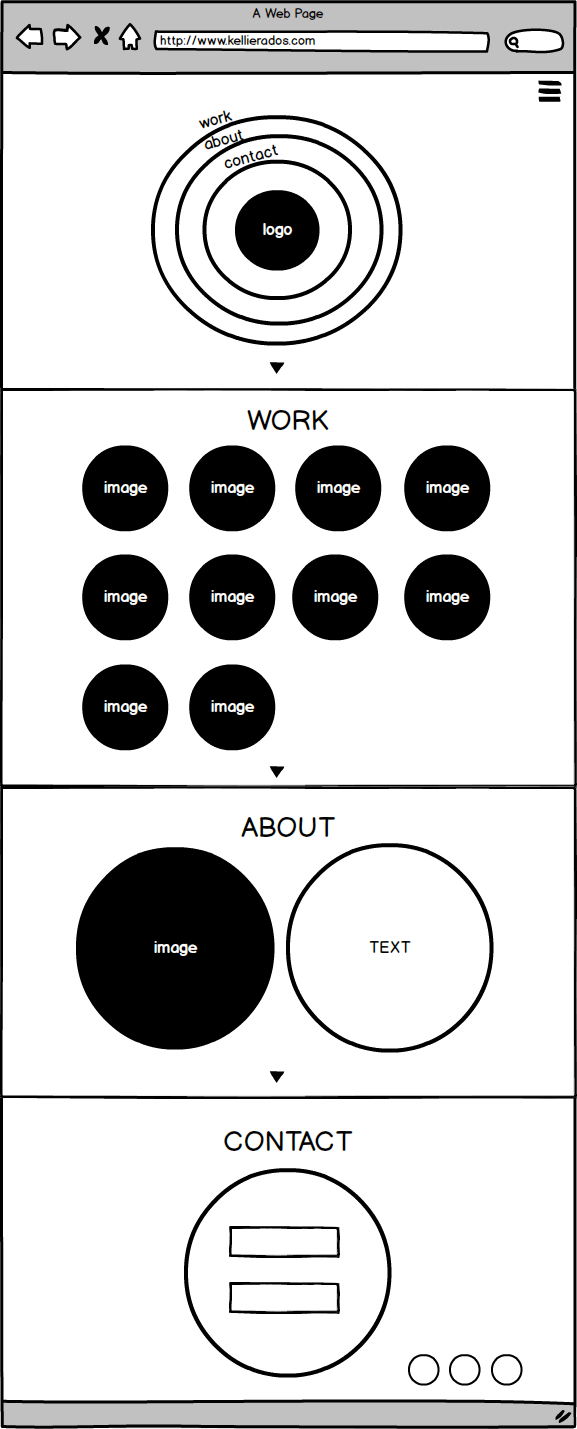 A Web Page
http://www.kellierados.com
work
about
contact
logo
WORK
image image image image
image image image image
image image
ABOUT
image TEXT
CONTACT